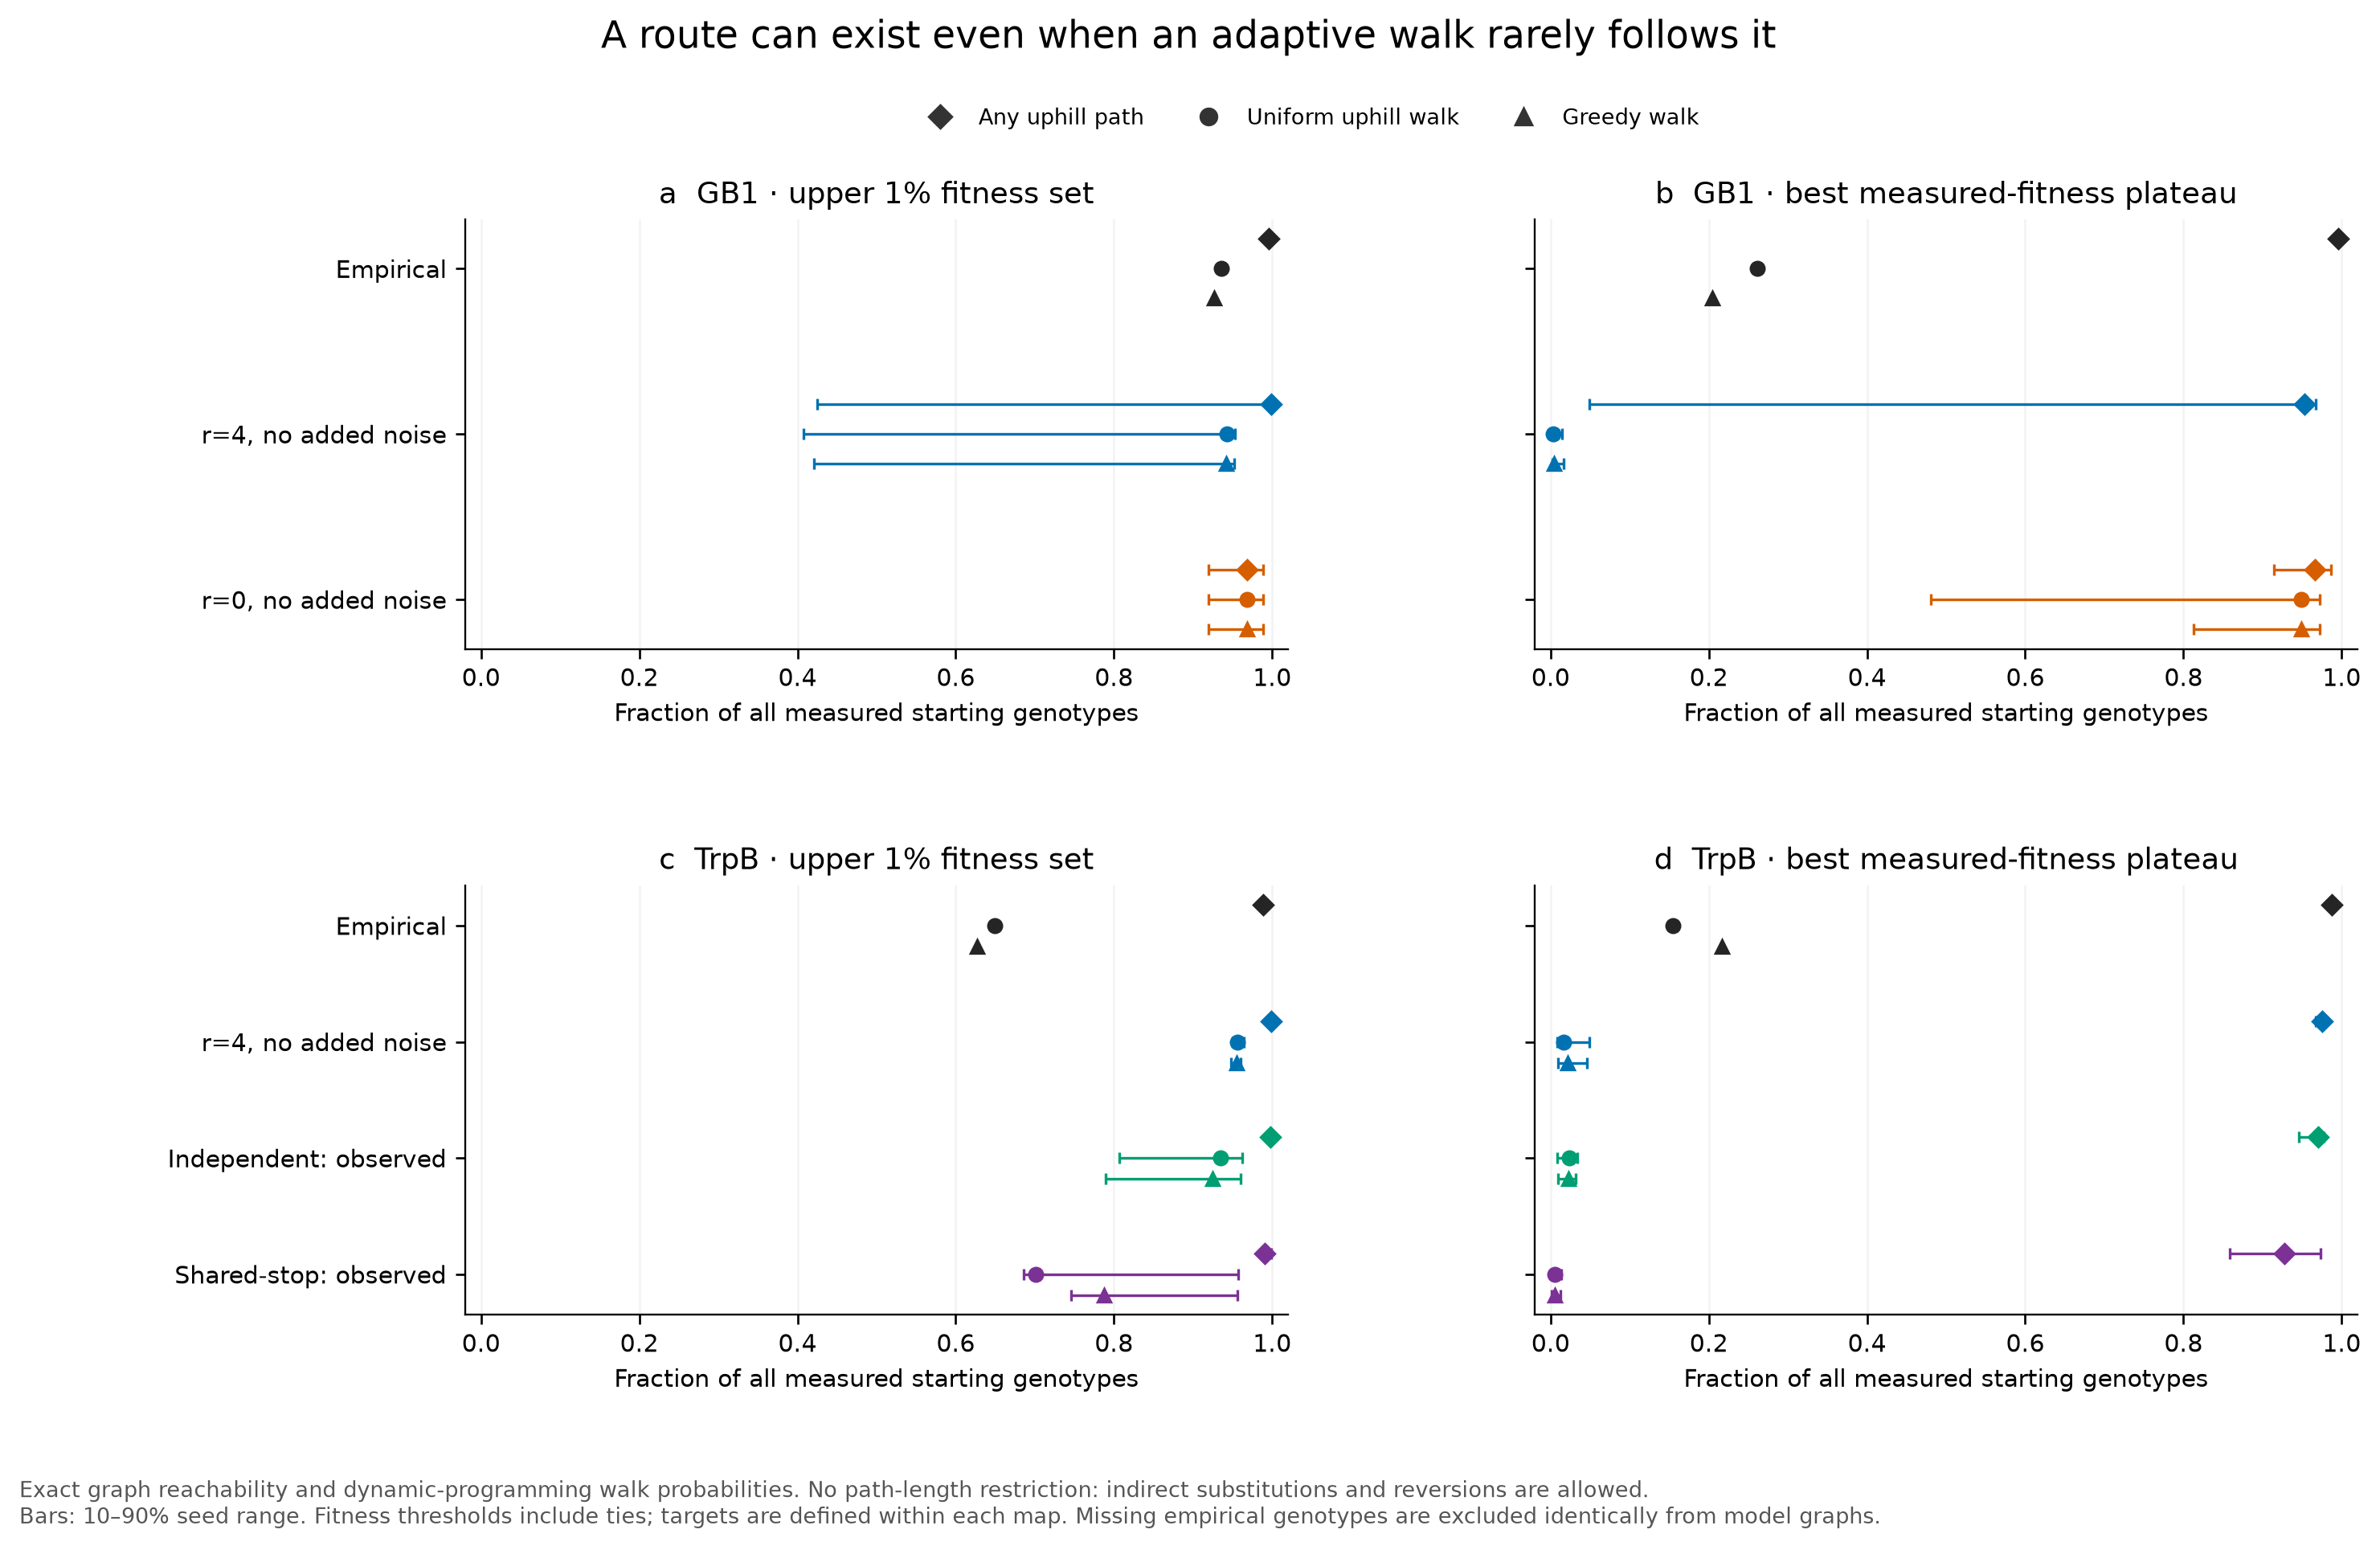 A route can exist even when an adaptive walk rarely follows it
Any uphill path
Uniform uphill walk
Greedy walk
a GB1 · upper 1% fitness set
Empirical
r=4, no added noise
r=0, no added noise
0.0 0.2 0.4 0.6 0.8 1.0
Fraction of all measured starting genotypes
b GB1 · best measured-fitness plateau
0.0 0.2 0.4 0.6 0.8 1.0
Fraction of all measured starting genotypes
c TrpB · upper 1% fitness set
Empirical
r=4, no added noise
Independent: observed
Shared-stop: observed
0.0 0.2 0.4 0.6 0.8 1.0
Fraction of all measured starting genotypes
d TrpB · best measured-fitness plateau
0.0 0.2 0.4 0.6 0.8 1.0
Fraction of all measured starting genotypes
Exact graph reachability and dynamic-programming walk probabilities. No path-length restriction: indirect substitutions and reversions are allowed.
Bars: 10–90% seed range. Fitness thresholds include ties; targets are defined within each map. Missing empirical genotypes are excluded identically from model graphs.